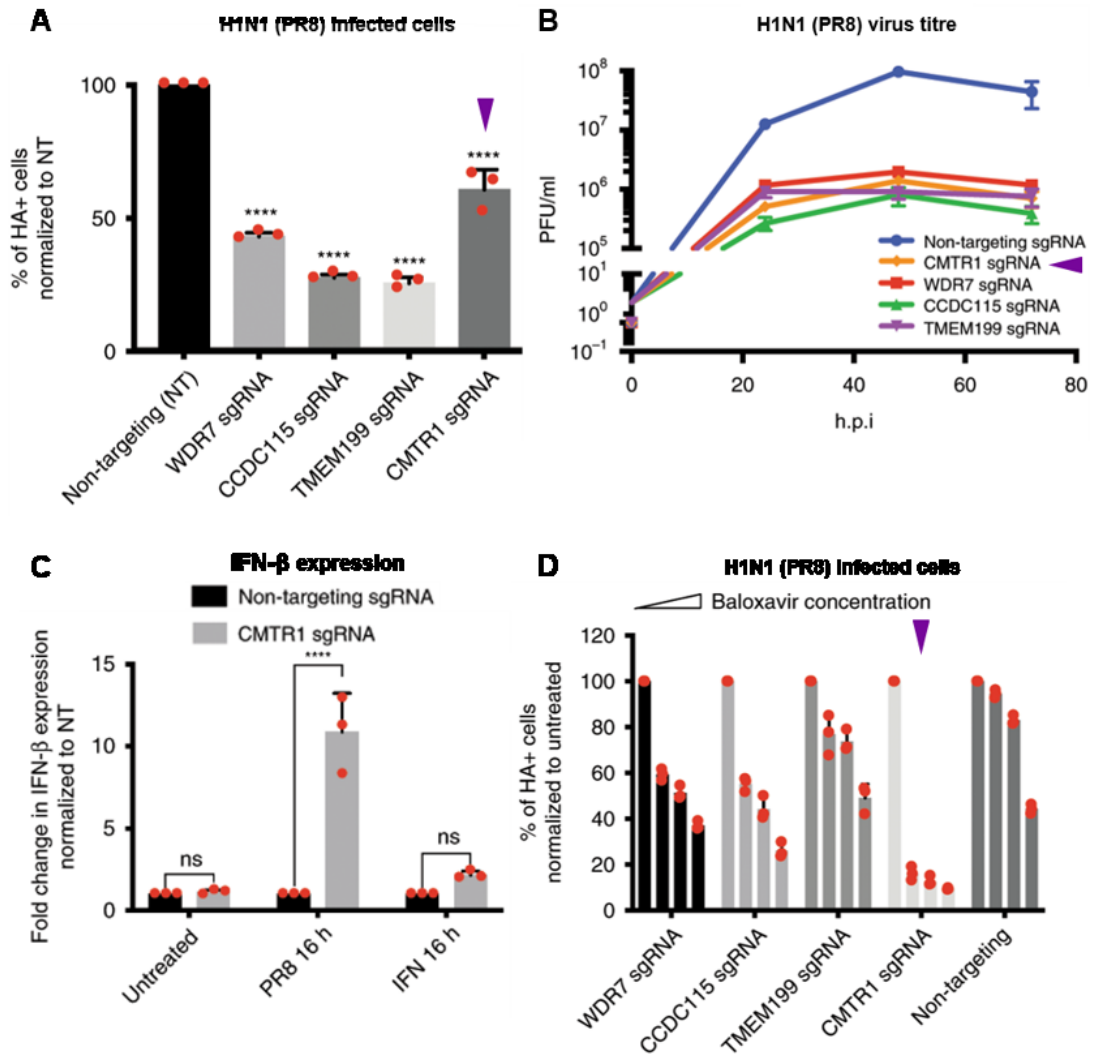 A
H1N1 (PR8) infected cells
% of HA+ cells
normalized to NT
100
50
0
****
****
****
****
Non-targeting (NT)
WDR7 sgRNA
CCDC115 sgRNA
TMEM199 sgRNA
CMTR1 sgRNA
B
H1N1 (PR8) virus titre
PFU/ml
10⁸
10⁷
10⁶
10⁵
10¹
10⁰
10⁻¹
0
20
40
60
80
h.p.i
Non-targeting sgRNA
CMTR1 sgRNA
WDR7 sgRNA
CCDC115 sgRNA
TMEM199 sgRNA
C
IFN-β expression
Non-targeting sgRNA
CMTR1 sgRNA
Fold change in IFN-β expression
normalized to NT
15
10
5
0
ns
****
ns
Untreated
PR8 16 h
IFN 16 h
D
H1N1 (PR8) infected cells
Baloxavir concentration
% of HA+ cells
normalized to untreated
120
100
80
60
40
20
0
WDR7 sgRNA
CCDC115 sgRNA
TMEM199 sgRNA
CMTR1 sgRNA
Non-targeting